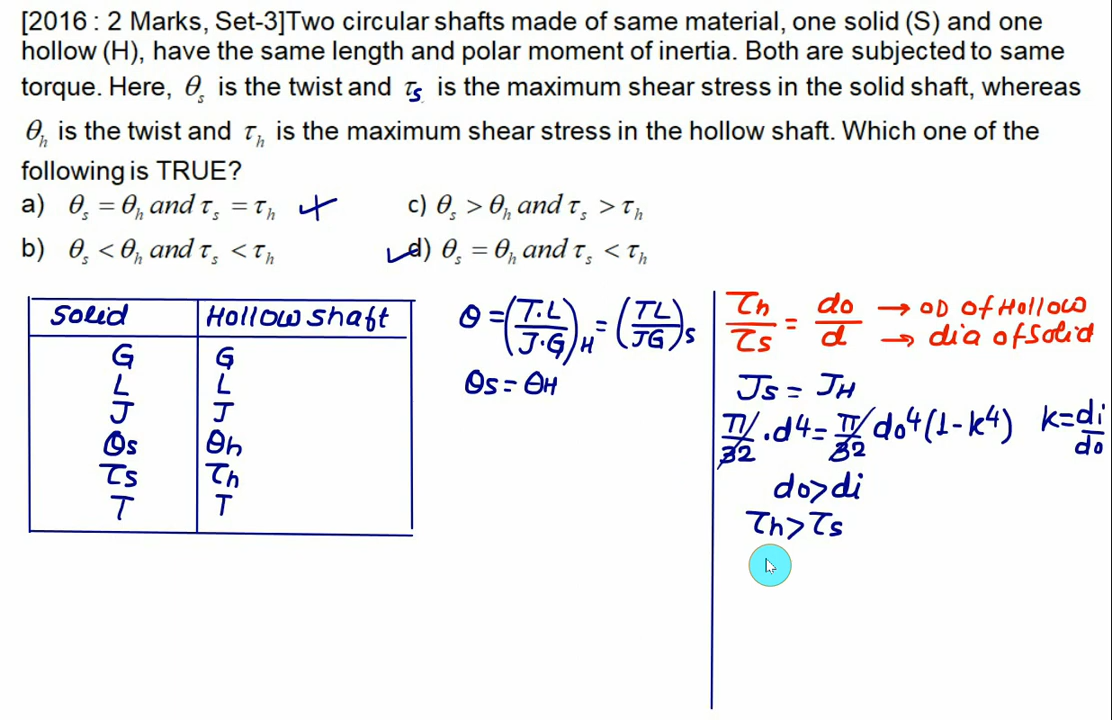 [2016 : 2 Marks, Set-3]Two circular shafts made of same material, one solid (S) and one
hollow (H), have the same length and polar moment of inertia. Both are subjected to same
torque. Here, θs is the twist and τs is the maximum shear stress in the solid shaft, whereas
θh is the twist and τh is the maximum shear stress in the hollow shaft. Which one of the
following is TRUE?
a) θs = θh and τs = τh ✗
c) θs > θh and τs > τh
b) θs < θh and τs < τh
✓ d) θs = θh and τs < τh
Solid Hollow shaft
G G
L L
J J
θs θh
τs τh
T T
θ = (T.L/J.G)H = (TL/JG)s
θs = θH
τh/τs = do/d → OD of Hollow → dia of solid
Js = JH
π/32 . d4 = π/32 do4 (1-k4) k = di/do
do > di
τh > τs